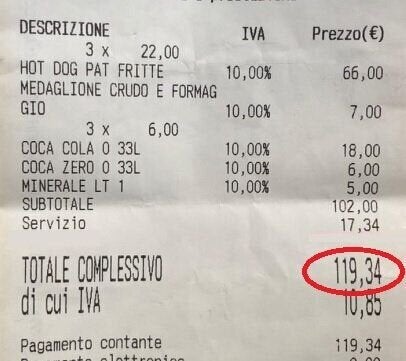 DESCRIZIONE IVA Prezzo(€)
3 x 22,00
HOT DOG PAT FRITTE 10,00% 66,00
MEDAGLIONE CRUDO E FORMAG
GIO 10,00% 7,00
3 x 6,00
COCA COLA 0 33L 10,00% 18,00
COCA ZERO 0 33L 10,00% 6,00
MINERALE LT 1 10,00% 5,00
SUBTOTALE 102,00
Servizio 17,34
TOTALE COMPLESSIVO 119,34
di cui IVA 10,85
Pagamento contante 119,34